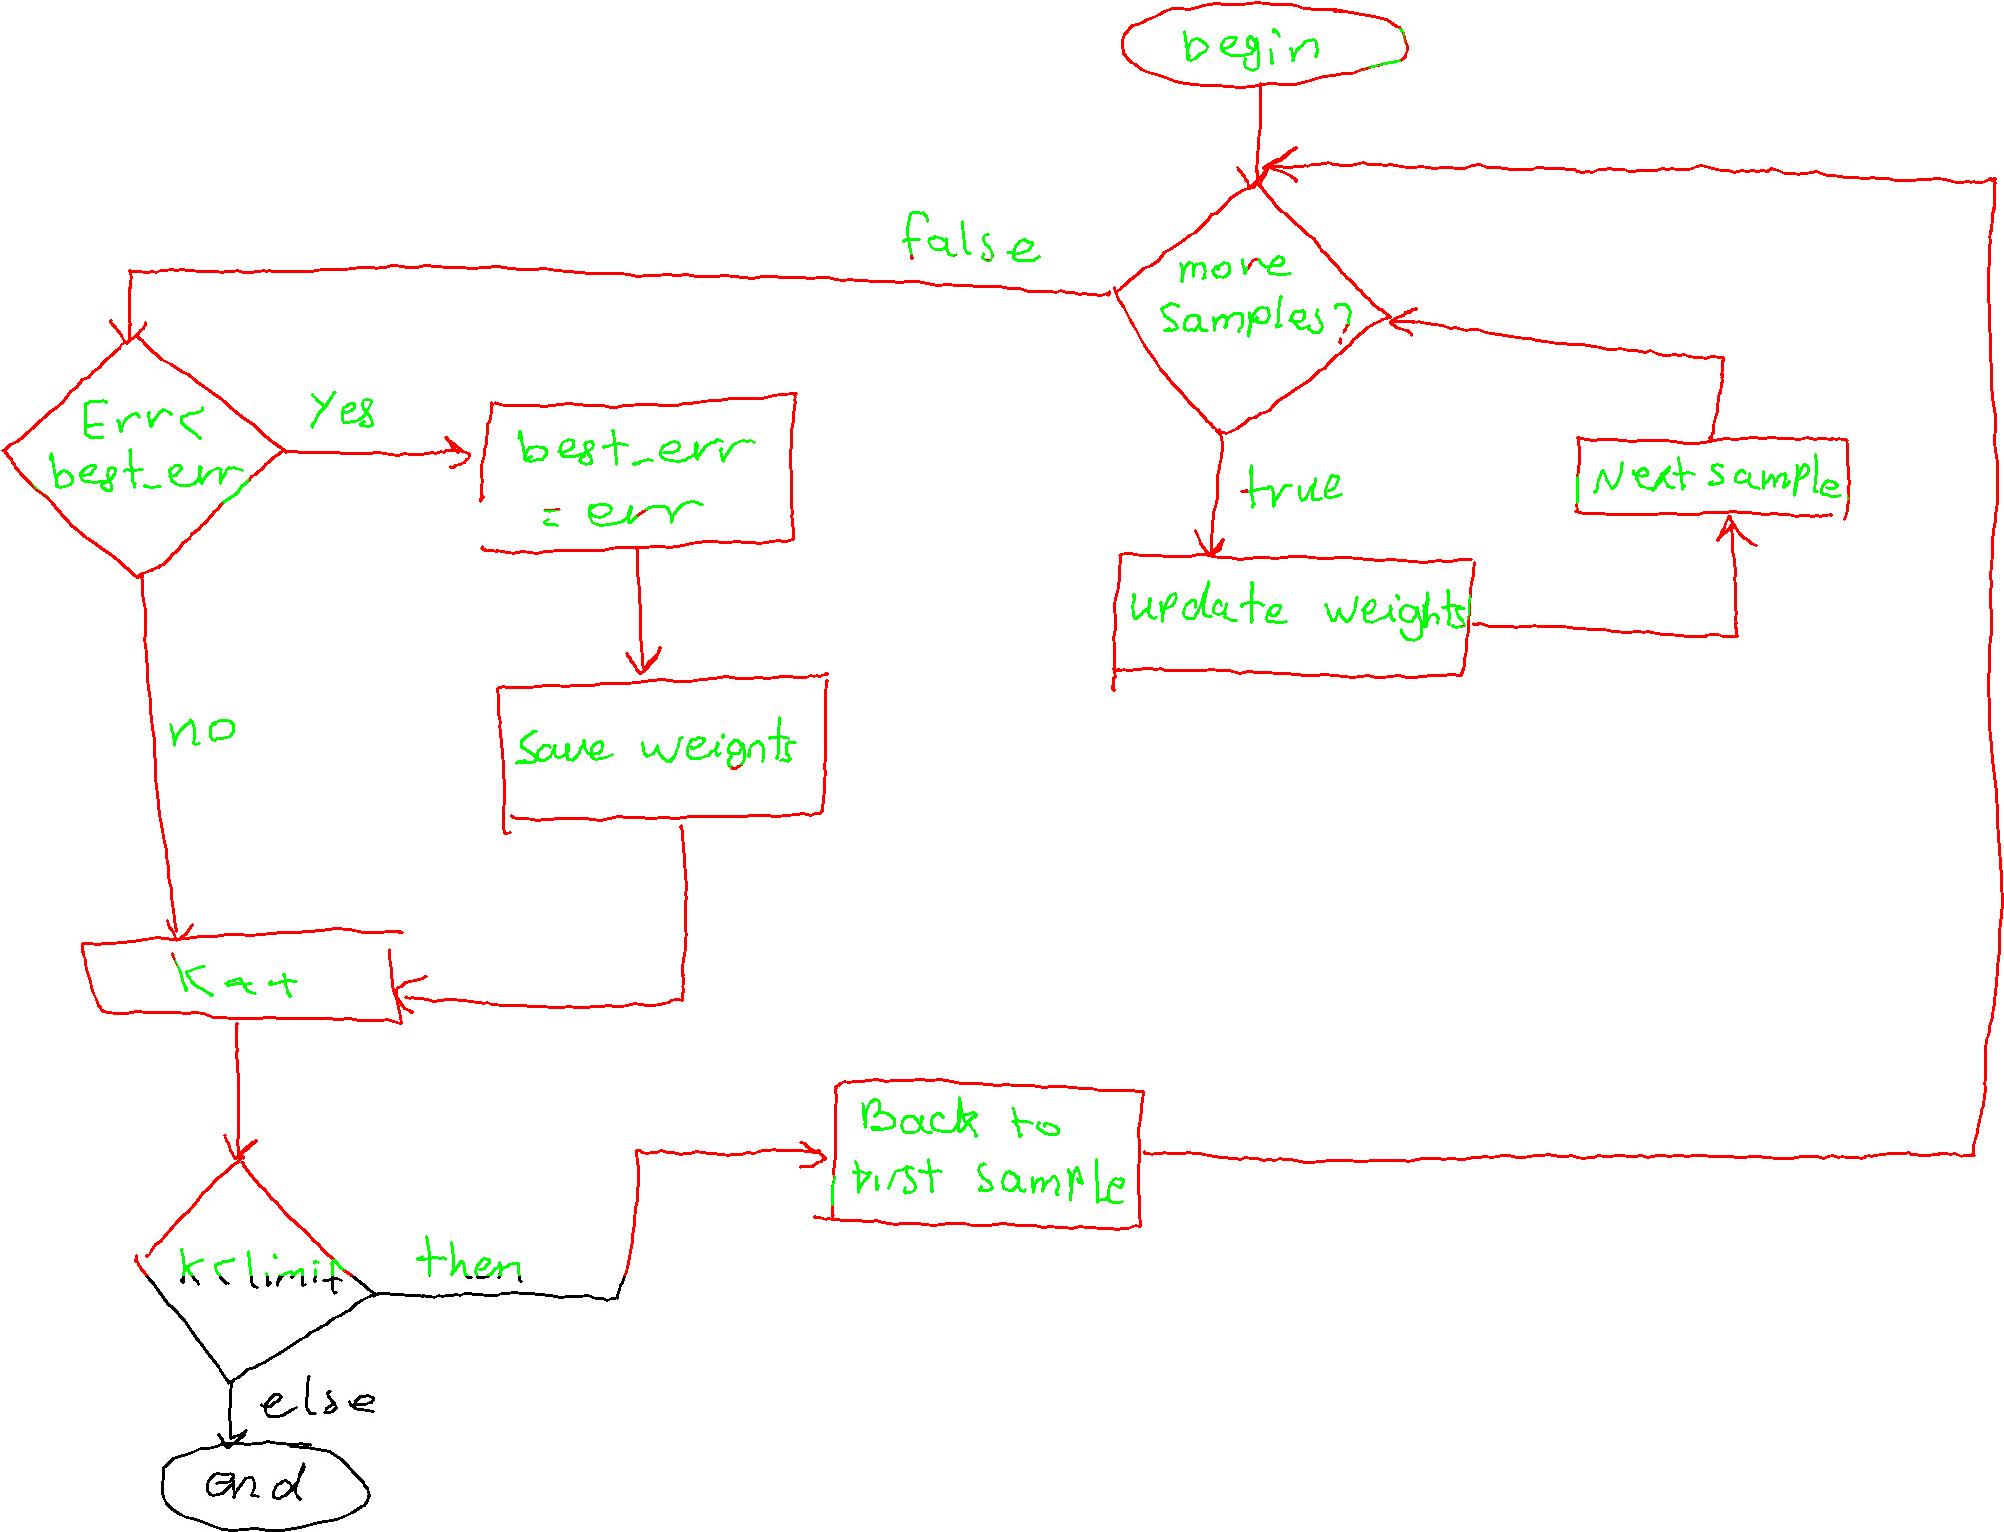 begin
false
more
samples?
Err<
best_err
Yes
best_err
= err
true
Next sample
update weights
no
save weights
K++
Back to
first sample
K<limit
then
else
end